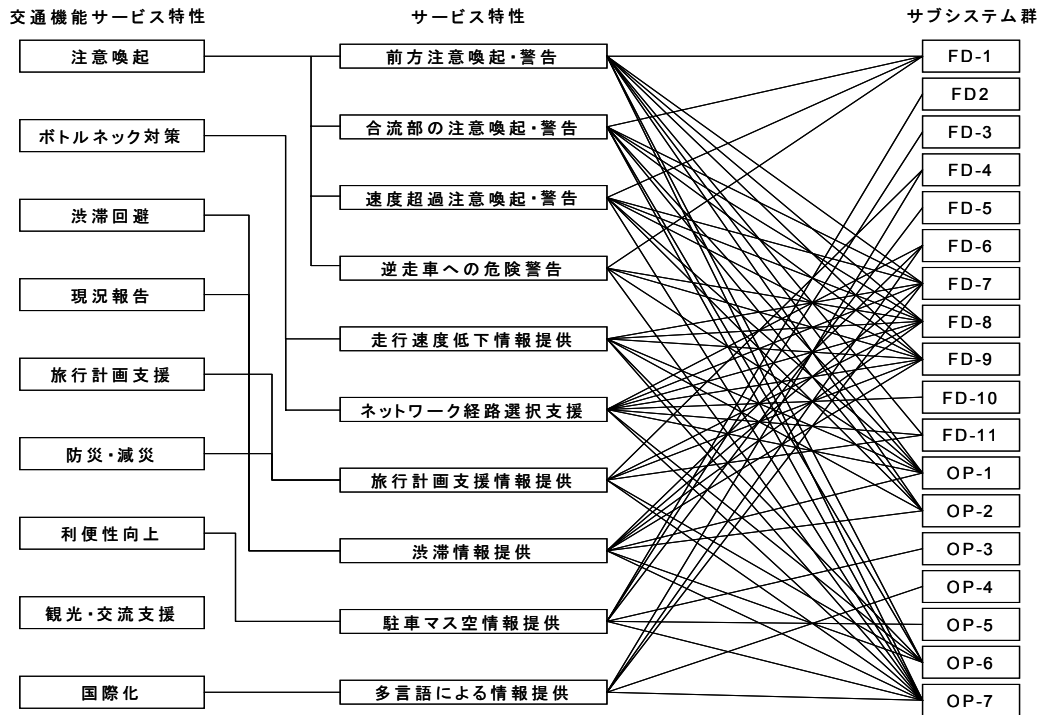 交通機能サービス特性
注意喚起
ボトルネック対策
渋滞回避
現況報告
旅行計画支援
防災・減災
利便性向上
観光・交流支援
国際化
サービス特性
前方注意喚起・警告
合流部の注意喚起・警告
速度超過注意喚起・警告
逆走車への危険警告
走行速度低下情報提供
ネットワーク経路選択支援
旅行計画支援情報提供
渋滞情報提供
駐車マス空情報提供
多言語による情報提供
サブシステム群
FD-1
FD2
FD-3
FD-4
FD-5
FD-6
FD-7
FD-8
FD-9
FD-10
FD-11
OP-1
OP-2
OP-3
OP-4
OP-5
OP-6
OP-7